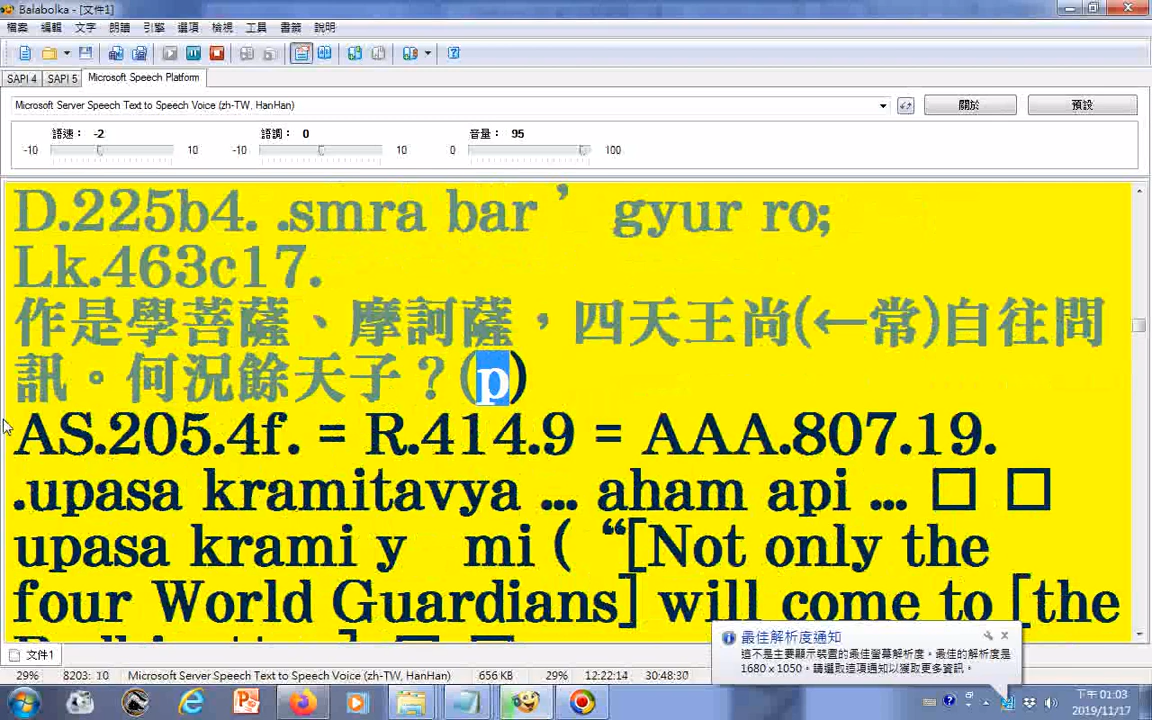 Balabolka - [文件1]
檔案 編輯 文字 朗讀 引擎 選項 檢視 工具 書籤 說明
SAPI 4 SAPI 5 Microsoft Speech Platform
Microsoft Server Speech Text to Speech Voice (zh-TW, HanHan) 關於 預設
語速： -2 語調： 0 音量： 95
-10 10 -10 10 0 100
D.225b4. .smra bar ’ gyur ro;
Lk.463c17.
作是學菩薩、摩訶薩，四天王尚(←常)自往問
訊。何況餘天子？(p)
AS.205.4f. = R.414.9 = AAA.807.19.
.upasa kramitavya ... aham api ... □ □
upasa krami y mi ( “[Not only the
four World Guardians] will come to [the
最佳解析度通知
這不是主要顯示裝置的最佳螢幕解析度。最佳的解析度是
1680 x 1050。請選取這項通知以獲取更多資訊。
文件1
29% 8203: 10 Microsoft Server Speech Text to Speech Voice (zh-TW, HanHan) 656 KB 29% 12:22:14 30:48:30
下午 01:03
2019/11/17